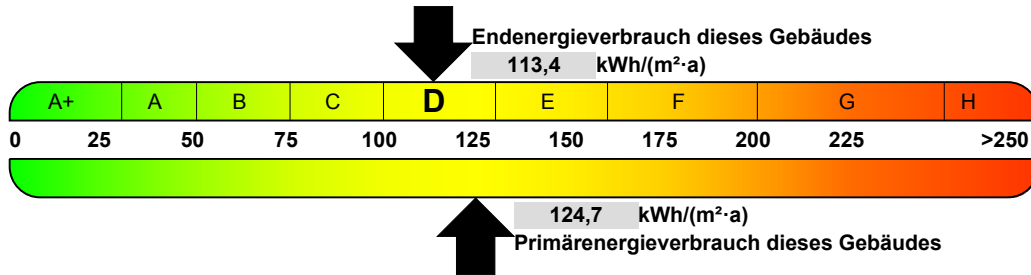 Endenergieverbrauch dieses Gebäudes
113,4 kWh/(m²·a)
A+ A B C D E F G H
0 25 50 75 100 125 150 175 200 225 >250
124,7 kWh/(m²·a)
Primärenergieverbrauch dieses Gebäudes